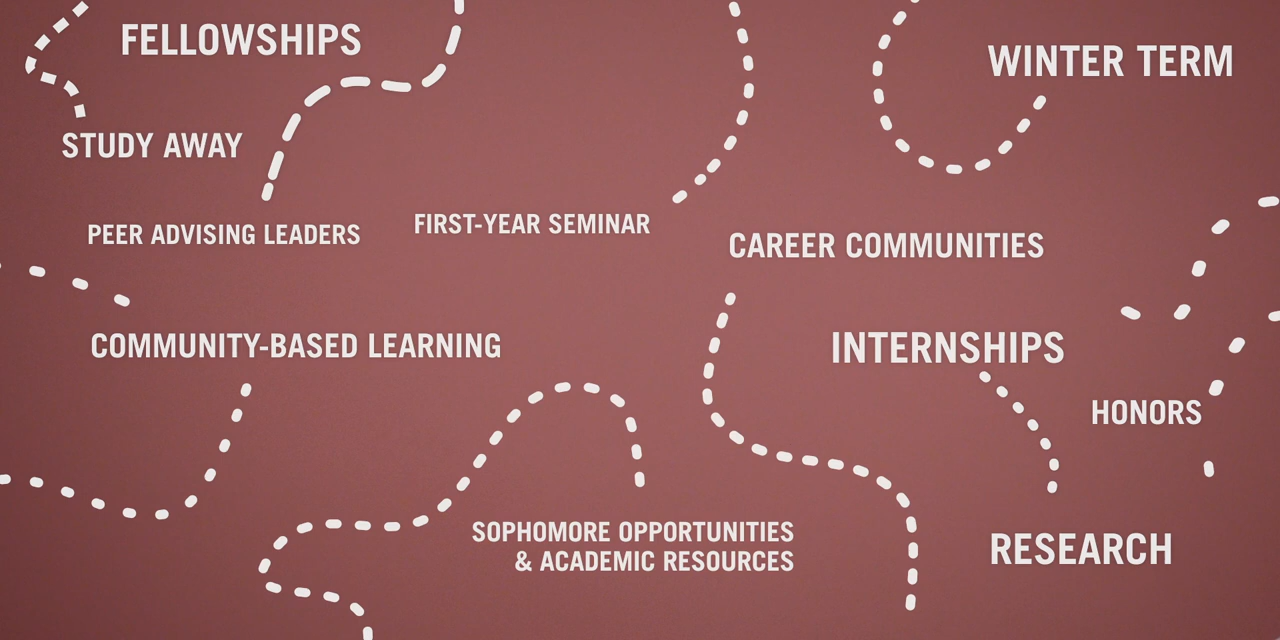 FELLOWSHIPS
WINTER TERM
STUDY AWAY
PEER ADVISING LEADERS
FIRST-YEAR SEMINAR
CAREER COMMUNITIES
COMMUNITY-BASED LEARNING
INTERNSHIPS
HONORS
SOPHOMORE OPPORTUNITIES
& ACADEMIC RESOURCES
RESEARCH